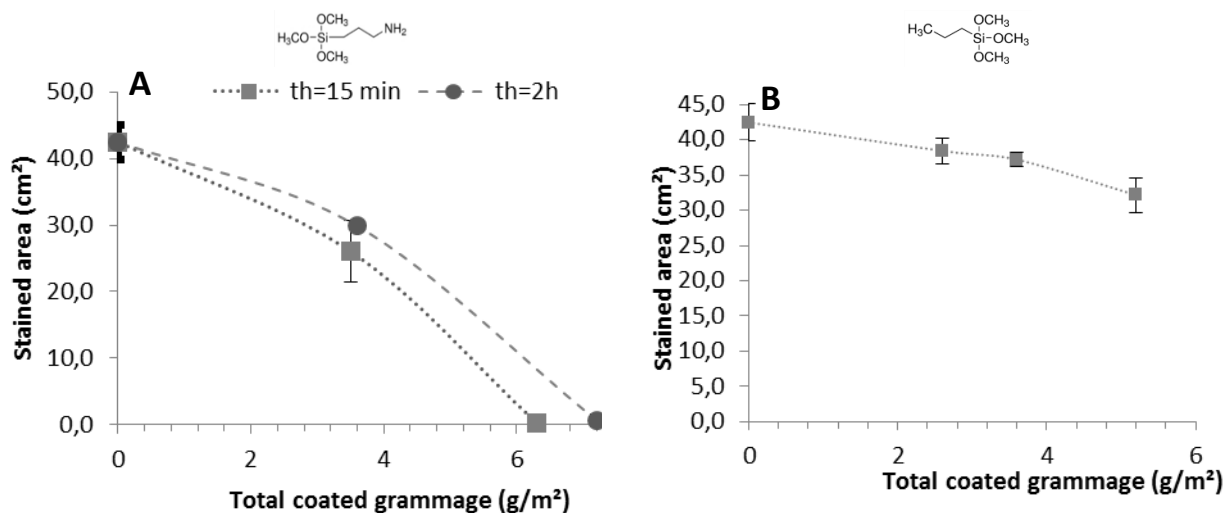 OCH₃
H₃CO-Si
NH₂
OCH₃
A
th=15 min
th=2h
50,0
40,0
30,0
20,0
10,0
0,0
Stained area (cm²)
0
2
4
6
Total coated grammage (g/m²)
H₃C
OCH₃
Si-OCH₃
OCH₃
B
45,0
40,0
35,0
30,0
25,0
20,0
15,0
10,0
5,0
0,0
Stained area (cm²)
0
2
4
6
Total coated grammage (g/m²)